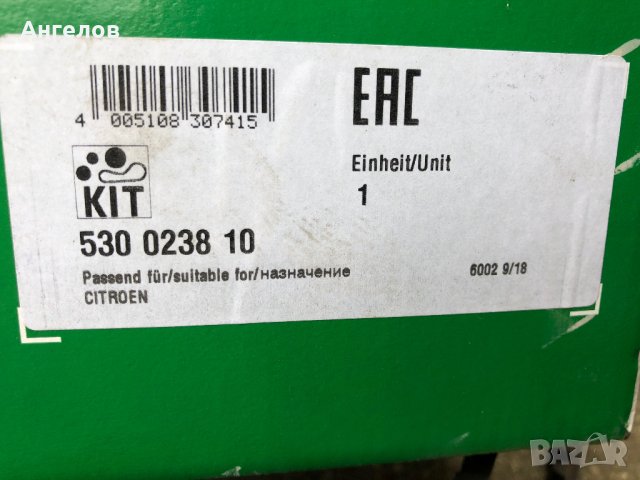 Ангелов
4 005108 307415
EAC
KIT
Einheit/Unit
1
530 0238 10
Passend für/suitable for/назначение
6002 9/18
CITROEN
BAZAR